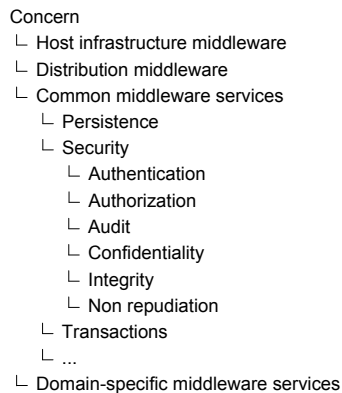 Concern
Host infrastructure middleware
Distribution middleware
Common middleware services
Persistence
Security
Authentication
Authorization
Audit
Confidentiality
Integrity
Non repudiation
Transactions
...
Domain-specific middleware services